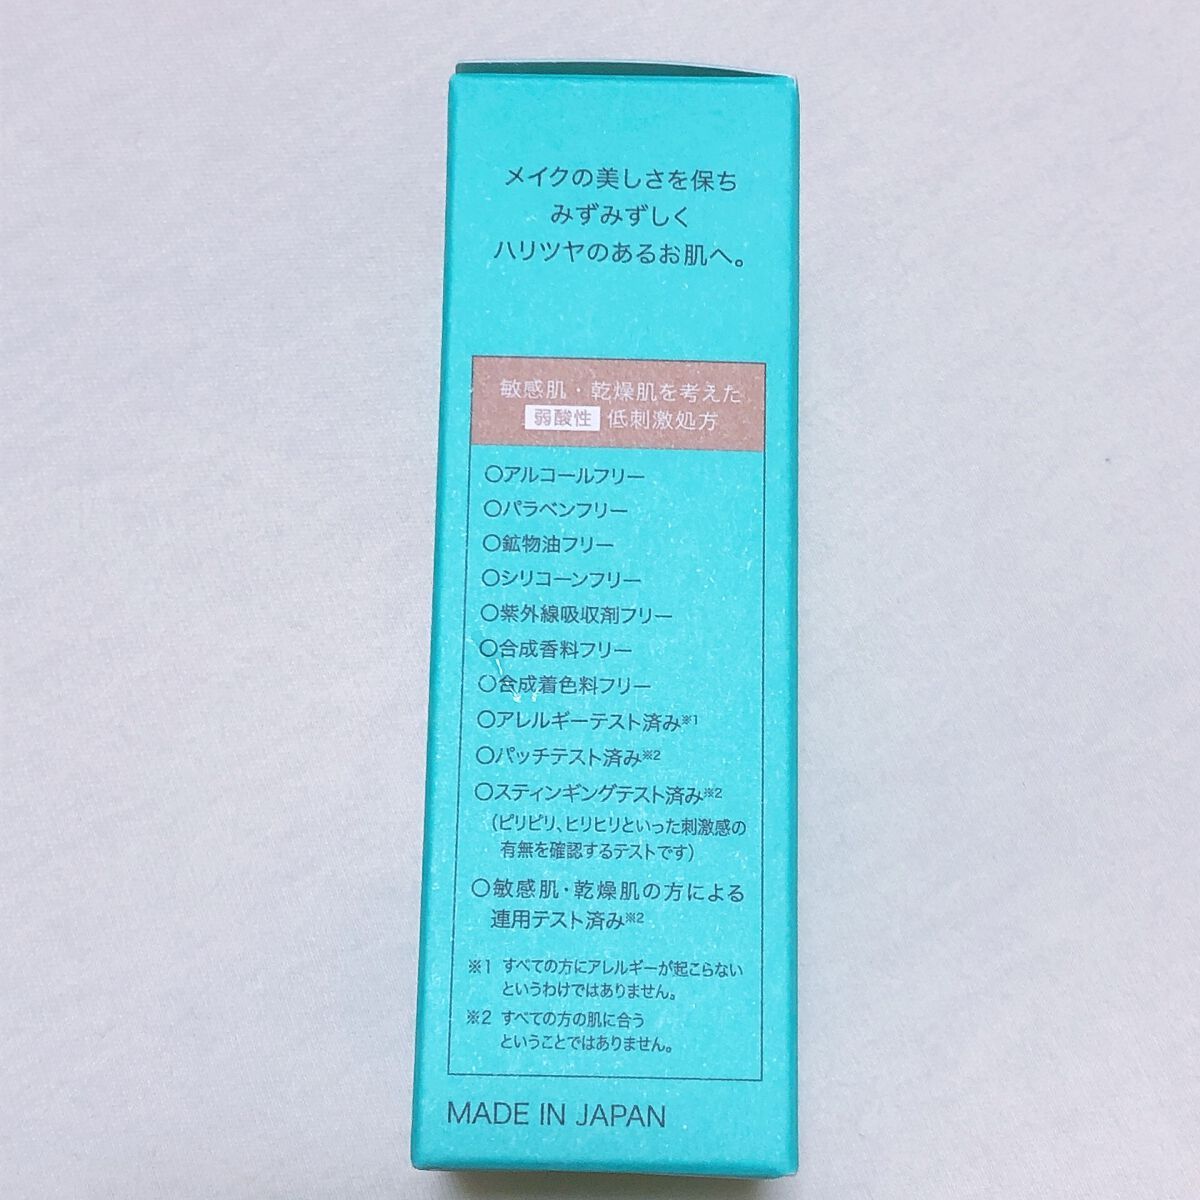 メイクの美しさを保ち
みずみずしく
ハリツヤのあるお肌へ。
敏感肌・乾燥肌を考えた
弱酸性 低刺激処方
○アルコールフリー
○パラベンフリー
○鉱物油フリー
○シリコーンフリー
○紫外線吸収剤フリー
○合成香料フリー
○合成着色料フリー
○アレルギーテスト済み※1
○パッチテスト済み※2
○スティンギングテスト済み※2
（ピリピリ、ヒリヒリといった刺激感の
有無を確認するテストです）
○敏感肌・乾燥肌の方による
連用テスト済み※2
※1 すべての方にアレルギーが起こらない
というわけではありません。
※2 すべての方の肌に合う
ということではありません。
MADE IN JAPAN